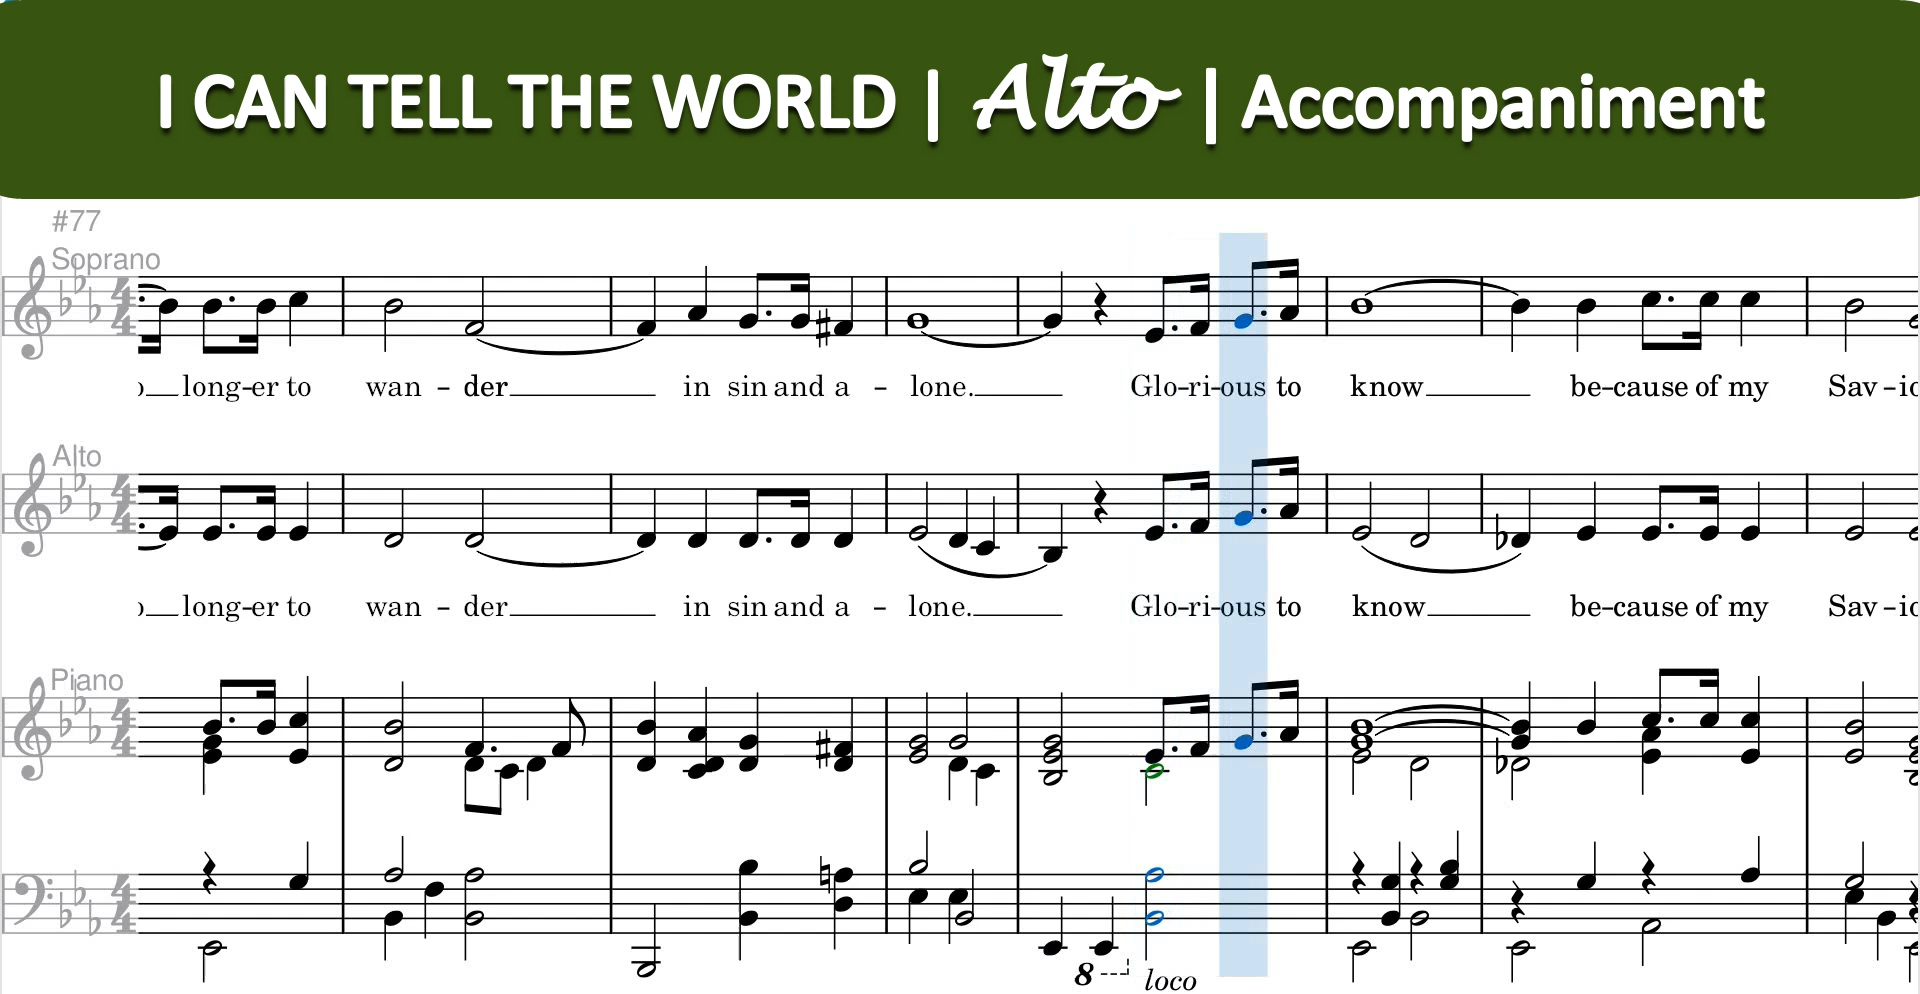 I CAN TELL THE WORLD | Alto | Accompaniment
#77
Soprano
long-er to wan - der in sin and a - lone. Glo-ri-ous to know be-cause of my Sav-io
Alto
long-er to wan - der in sin and a - lone. Glo-ri-ous to know be-cause of my Sav-io
Piano
8 loco